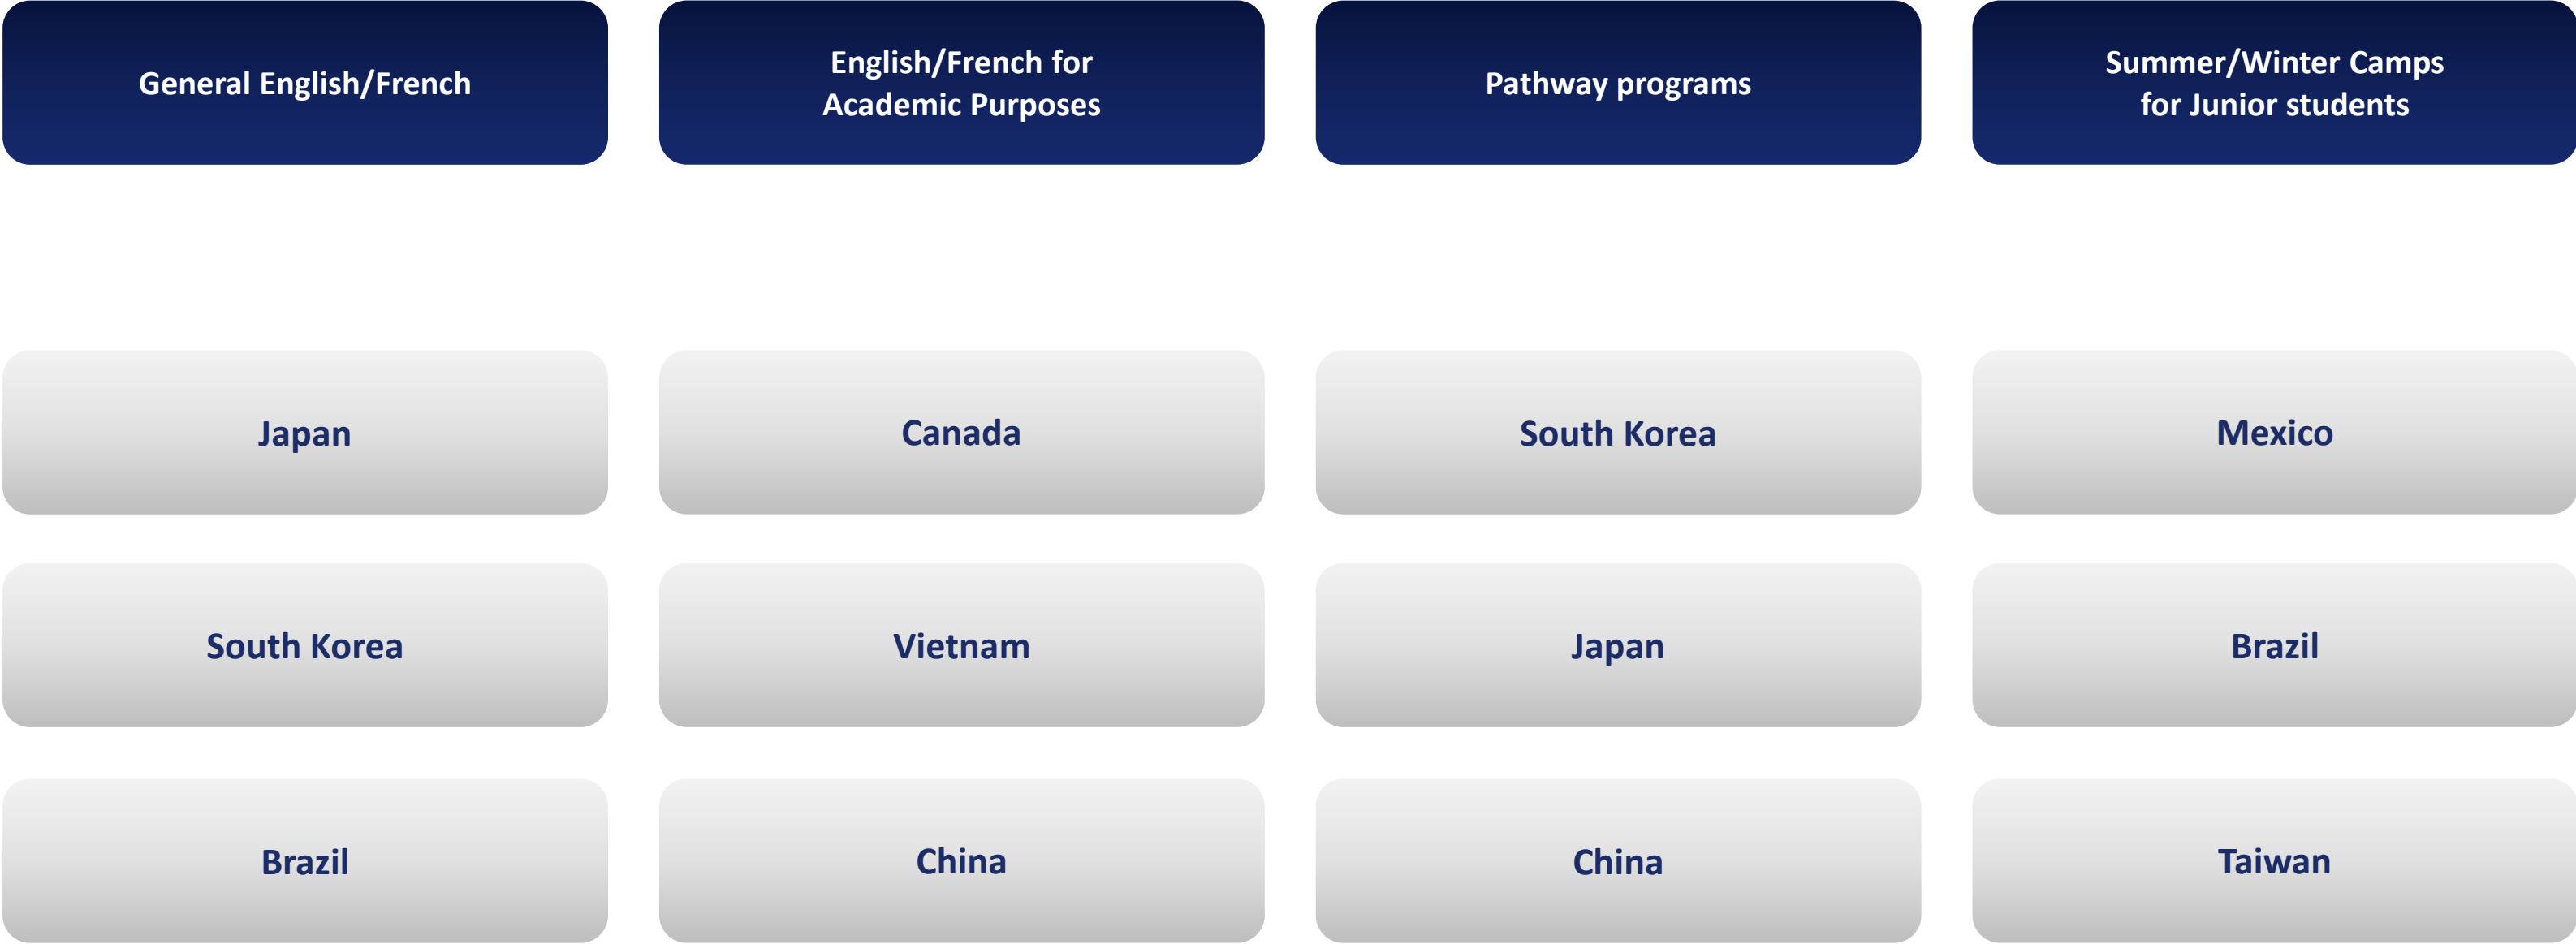 General English/French
English/French for
Academic Purposes
Pathway programs
Summer/Winter Camps
for Junior students
Japan
Canada
South Korea
Mexico
South Korea
Vietnam
Japan
Brazil
Brazil
China
China
Taiwan